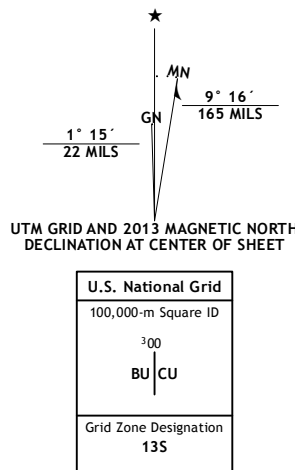 ★
MN
GN
9° 16´
165 MILS
1° 15´
22 MILS
UTM GRID AND 2013 MAGNETIC NORTH
DECLINATION AT CENTER OF SHEET
U.S. National Grid
100,000-m Square ID
³00
BU CU
Grid Zone Designation
13S